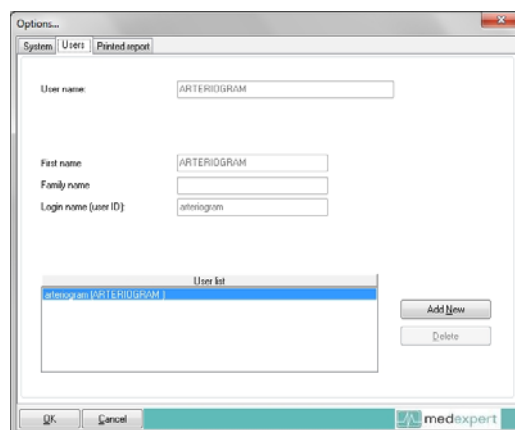 Options...
System Users Printed report
User name: ARTERIOGRAM
First name ARTERIOGRAM
Family name
Login name (user ID): arteriogram
User list
arteriogram [ARTERIOGRAM ]
Add New
Delete
OK Cancel medexpert